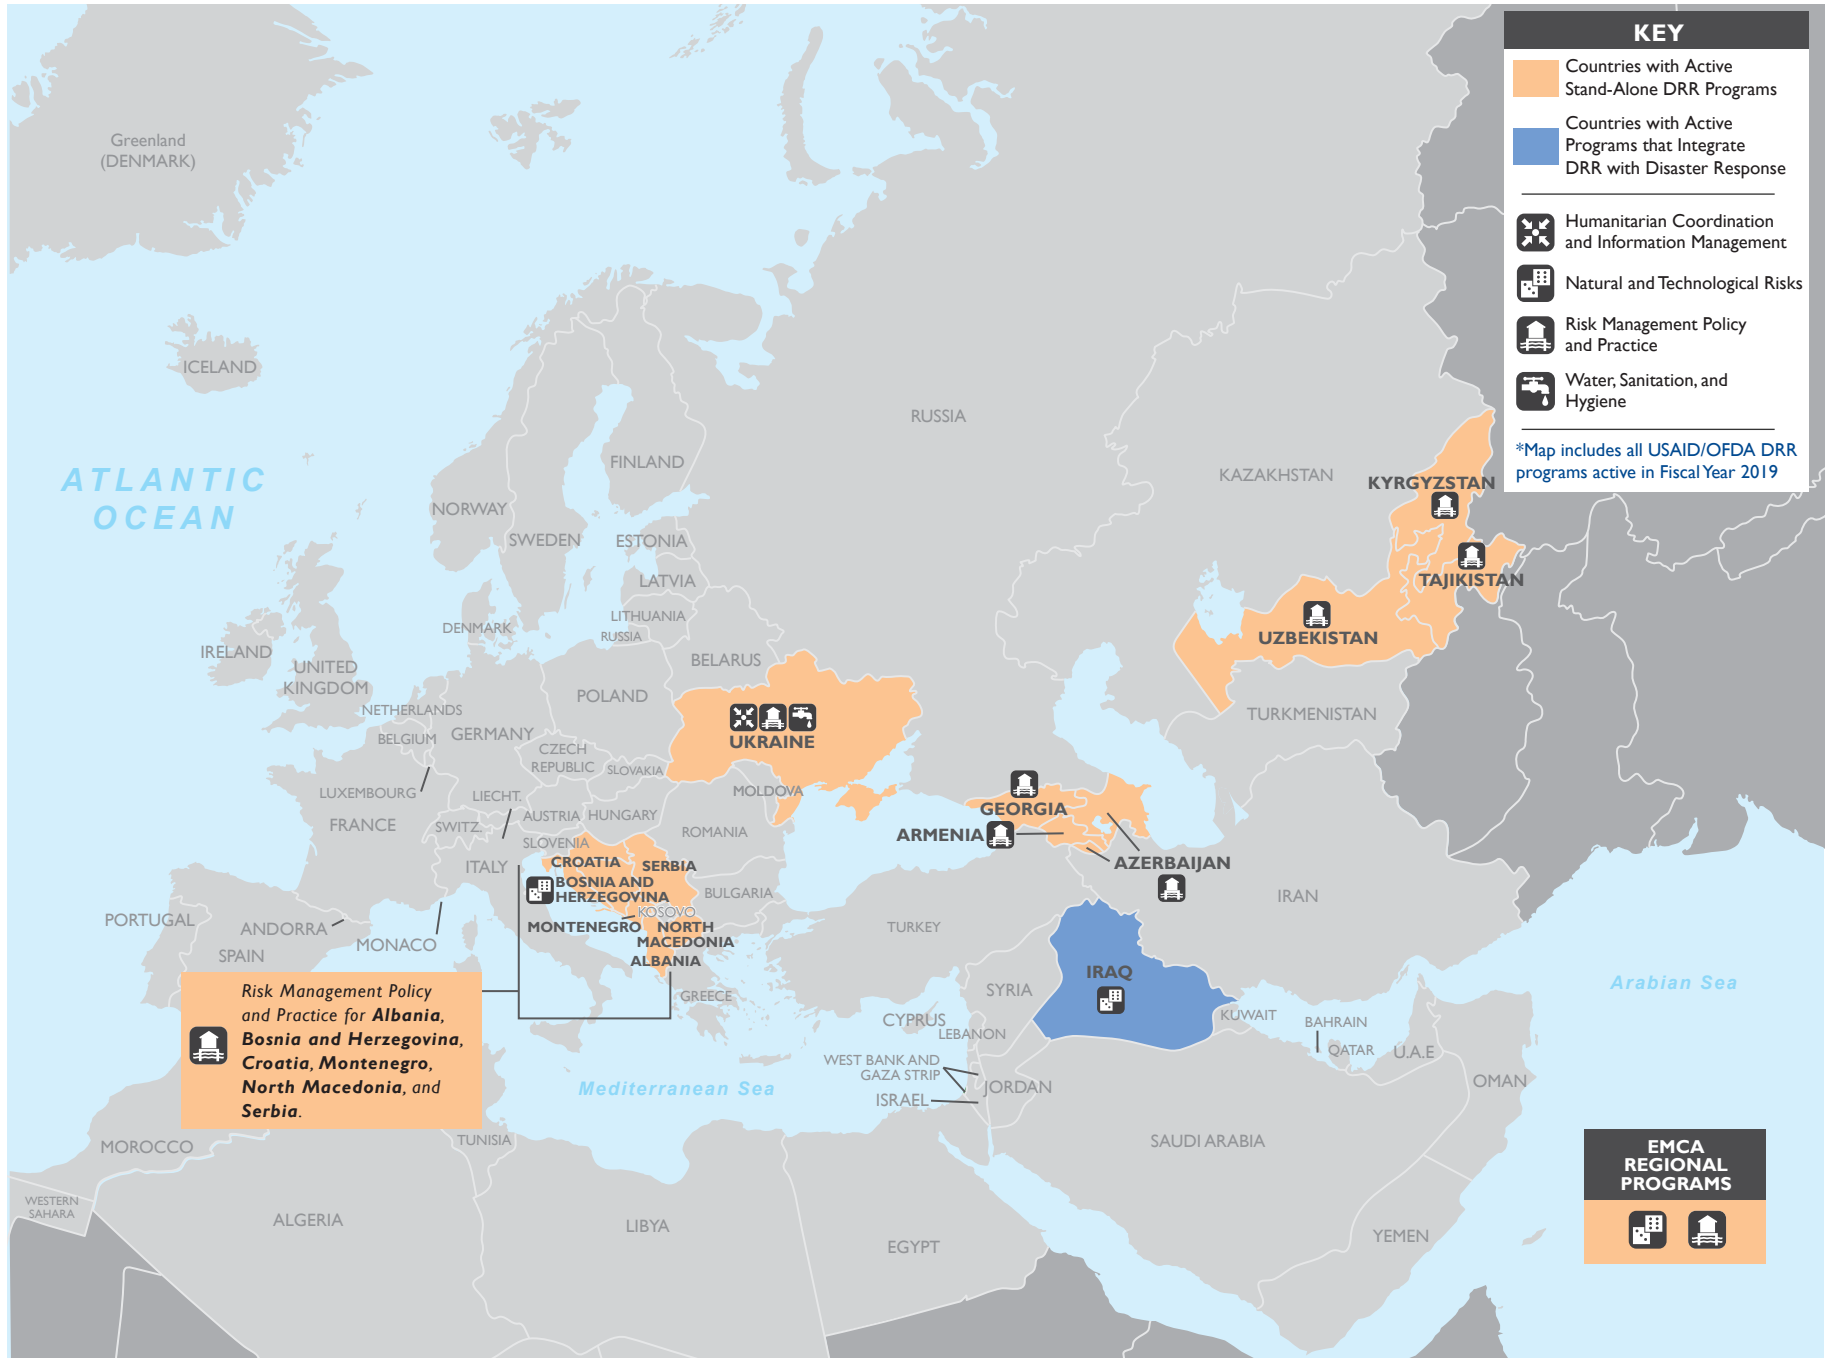 KEY
Countries with Active
Stand-Alone DRR Programs
Countries with Active
Programs that Integrate
DRR with Disaster Response
Humanitarian Coordination
and Information Management
Natural and Technological Risks
Risk Management Policy
and Practice
Water, Sanitation, and
Hygiene
*Map includes all USAID/OFDA DRR
programs active in Fiscal Year 2019
Greenland
(DENMARK)
ICELAND
ATLANTIC
OCEAN
RUSSIA
FINLAND
NORWAY
SWEDEN
ESTONIA
LATVIA
LITHUANIA
RUSSIA
DENMARK
IRELAND
UNITED
KINGDOM
BELARUS
POLAND
NETHERLANDS
BELGIUM
GERMANY
CZECH
REPUBLIC
SLOVAKIA
LUXEMBOURG
LIECHT.
FRANCE
SWITZ.
AUSTRIA
HUNGARY
MOLDOVA
ROMANIA
SLOVENIA
ITALY
CROATIA
SERBIA
BOSNIA AND
HERZEGOVINA
BULGARIA
KOSOVO
MONTENEGRO
NORTH
MACEDONIA
ALBANIA
GREECE
PORTUGAL
ANDORRA
MONACO
SPAIN
UKRAINE
KAZAKHSTAN
KYRGYZSTAN
TAJIKISTAN
UZBEKISTAN
TURKMENISTAN
GEORGIA
ARMENIA
AZERBAIJAN
TURKEY
IRAN
IRAQ
SYRIA
CYPRUS
LEBANON
WEST BANK AND
GAZA STRIP
ISRAEL
JORDAN
KUWAIT
BAHRAIN
QATAR
U.A.E
OMAN
SAUDI ARABIA
YEMEN
Arabian Sea
Mediterranean Sea
Risk Management Policy
and Practice for Albania,
Bosnia and Herzegovina,
Croatia, Montenegro,
North Macedonia, and
Serbia.
MOROCCO
TUNISIA
WESTERN
SAHARA
ALGERIA
LIBYA
EGYPT
EMCA
REGIONAL
PROGRAMS